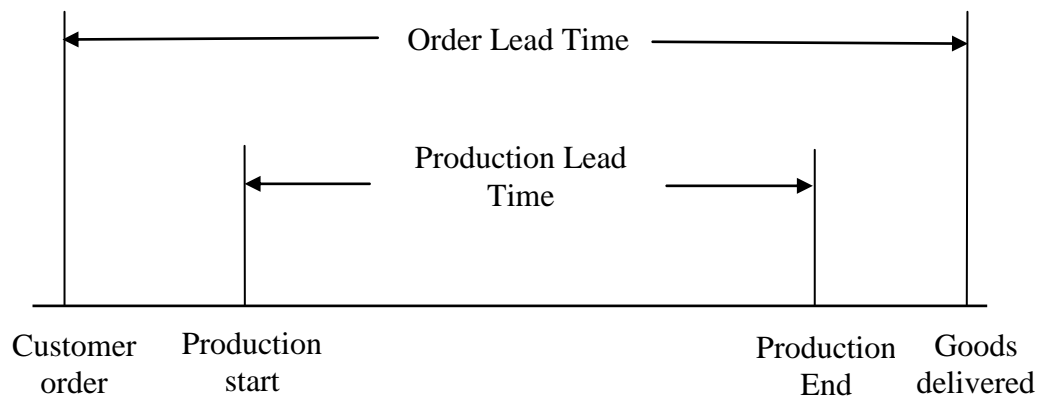 Order Lead Time
Production Lead
Time
Customer
order
Production
start
Production
End
Goods
delivered